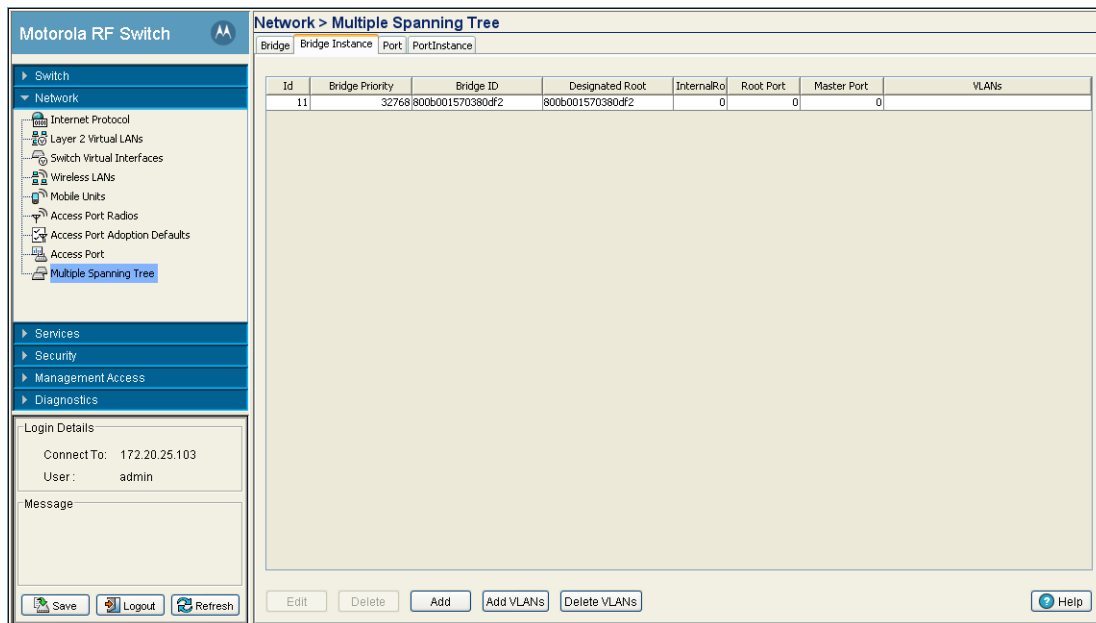 Motorola RF Switch
Switch
Network
Internet Protocol
Layer 2 Virtual LANs
Switch Virtual Interfaces
Wireless LANs
Mobile Units
Access Port Radios
Access Port Adoption Defaults
Access Port
Multiple Spanning Tree
Services
Security
Management Access
Diagnostics
Login Details
Connect To: 172.20.25.103
User : admin
Message
Save Logout Refresh
Network > Multiple Spanning Tree
Bridge Bridge Instance Port PortInstance
Id Bridge Priority Bridge ID Designated Root InternalRo Root Port Master Port VLANs
11 32768 800b001570380df2 800b001570380df2 0 0 0
Edit Delete Add Add VLANs Delete VLANs Help